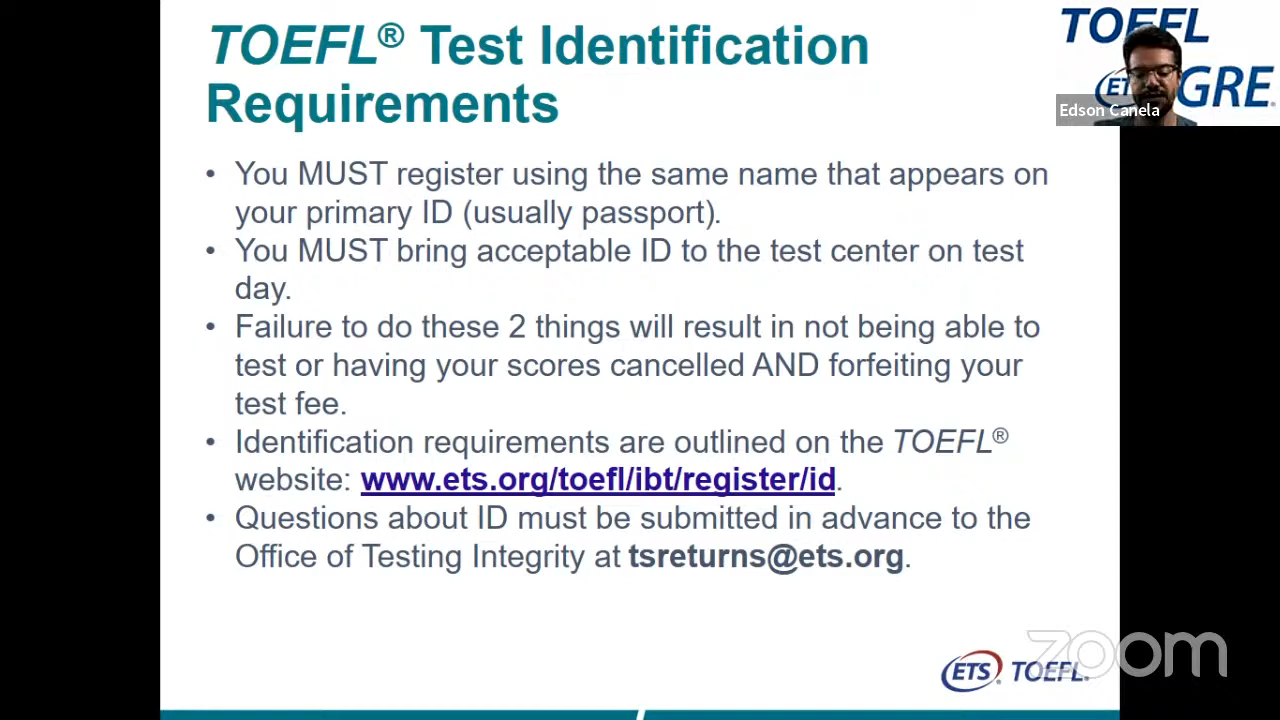 TOEFL® Test Identification
Requirements
• You MUST register using the same name that appears on
your primary ID (usually passport).
• You MUST bring acceptable ID to the test center on test
day.
• Failure to do these 2 things will result in not being able to
test or having your scores cancelled AND forfeiting your
test fee.
• Identification requirements are outlined on the TOEFL®
website: www.ets.org/toefl/ibt/register/id.
• Questions about ID must be submitted in advance to the
Office of Testing Integrity at tsreturns@ets.org.
TOEFL
GRE®
Edson Canela
zoom
ETS® TOEFL®